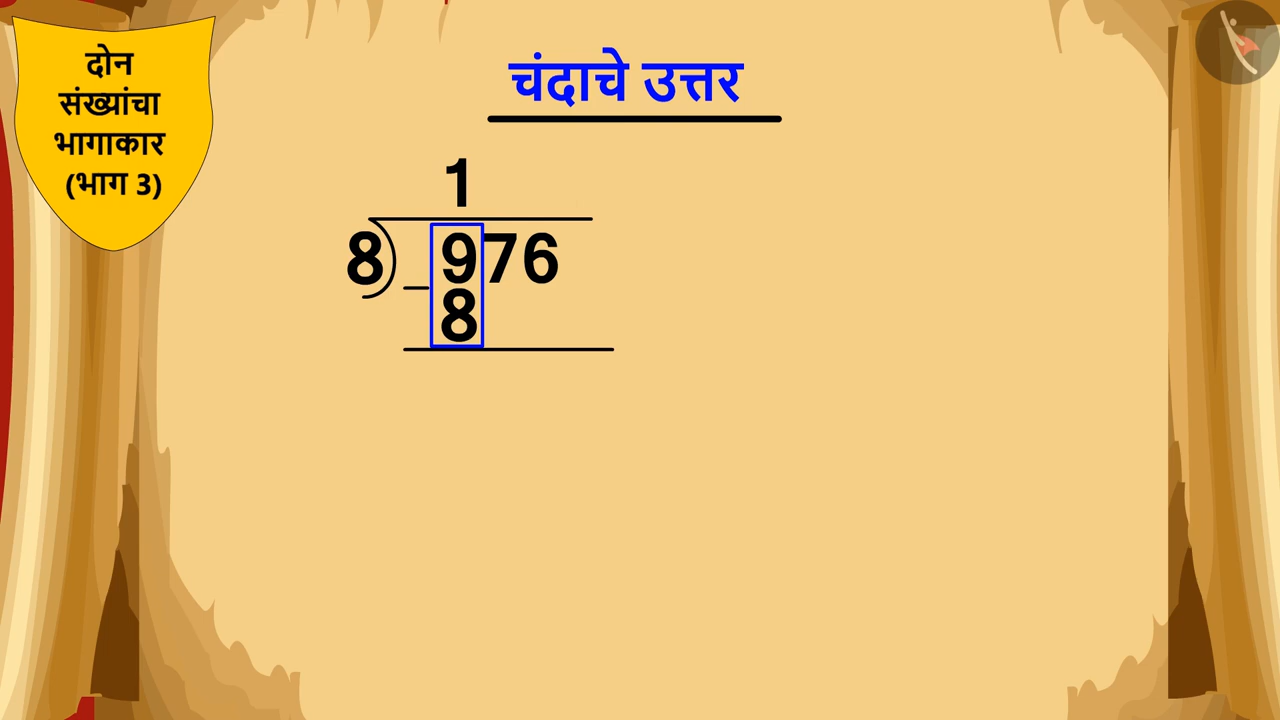 दोन
संख्यांचा
भागाकार
(भाग 3)
चंदाचे उत्तर
1
8) 976
– 8